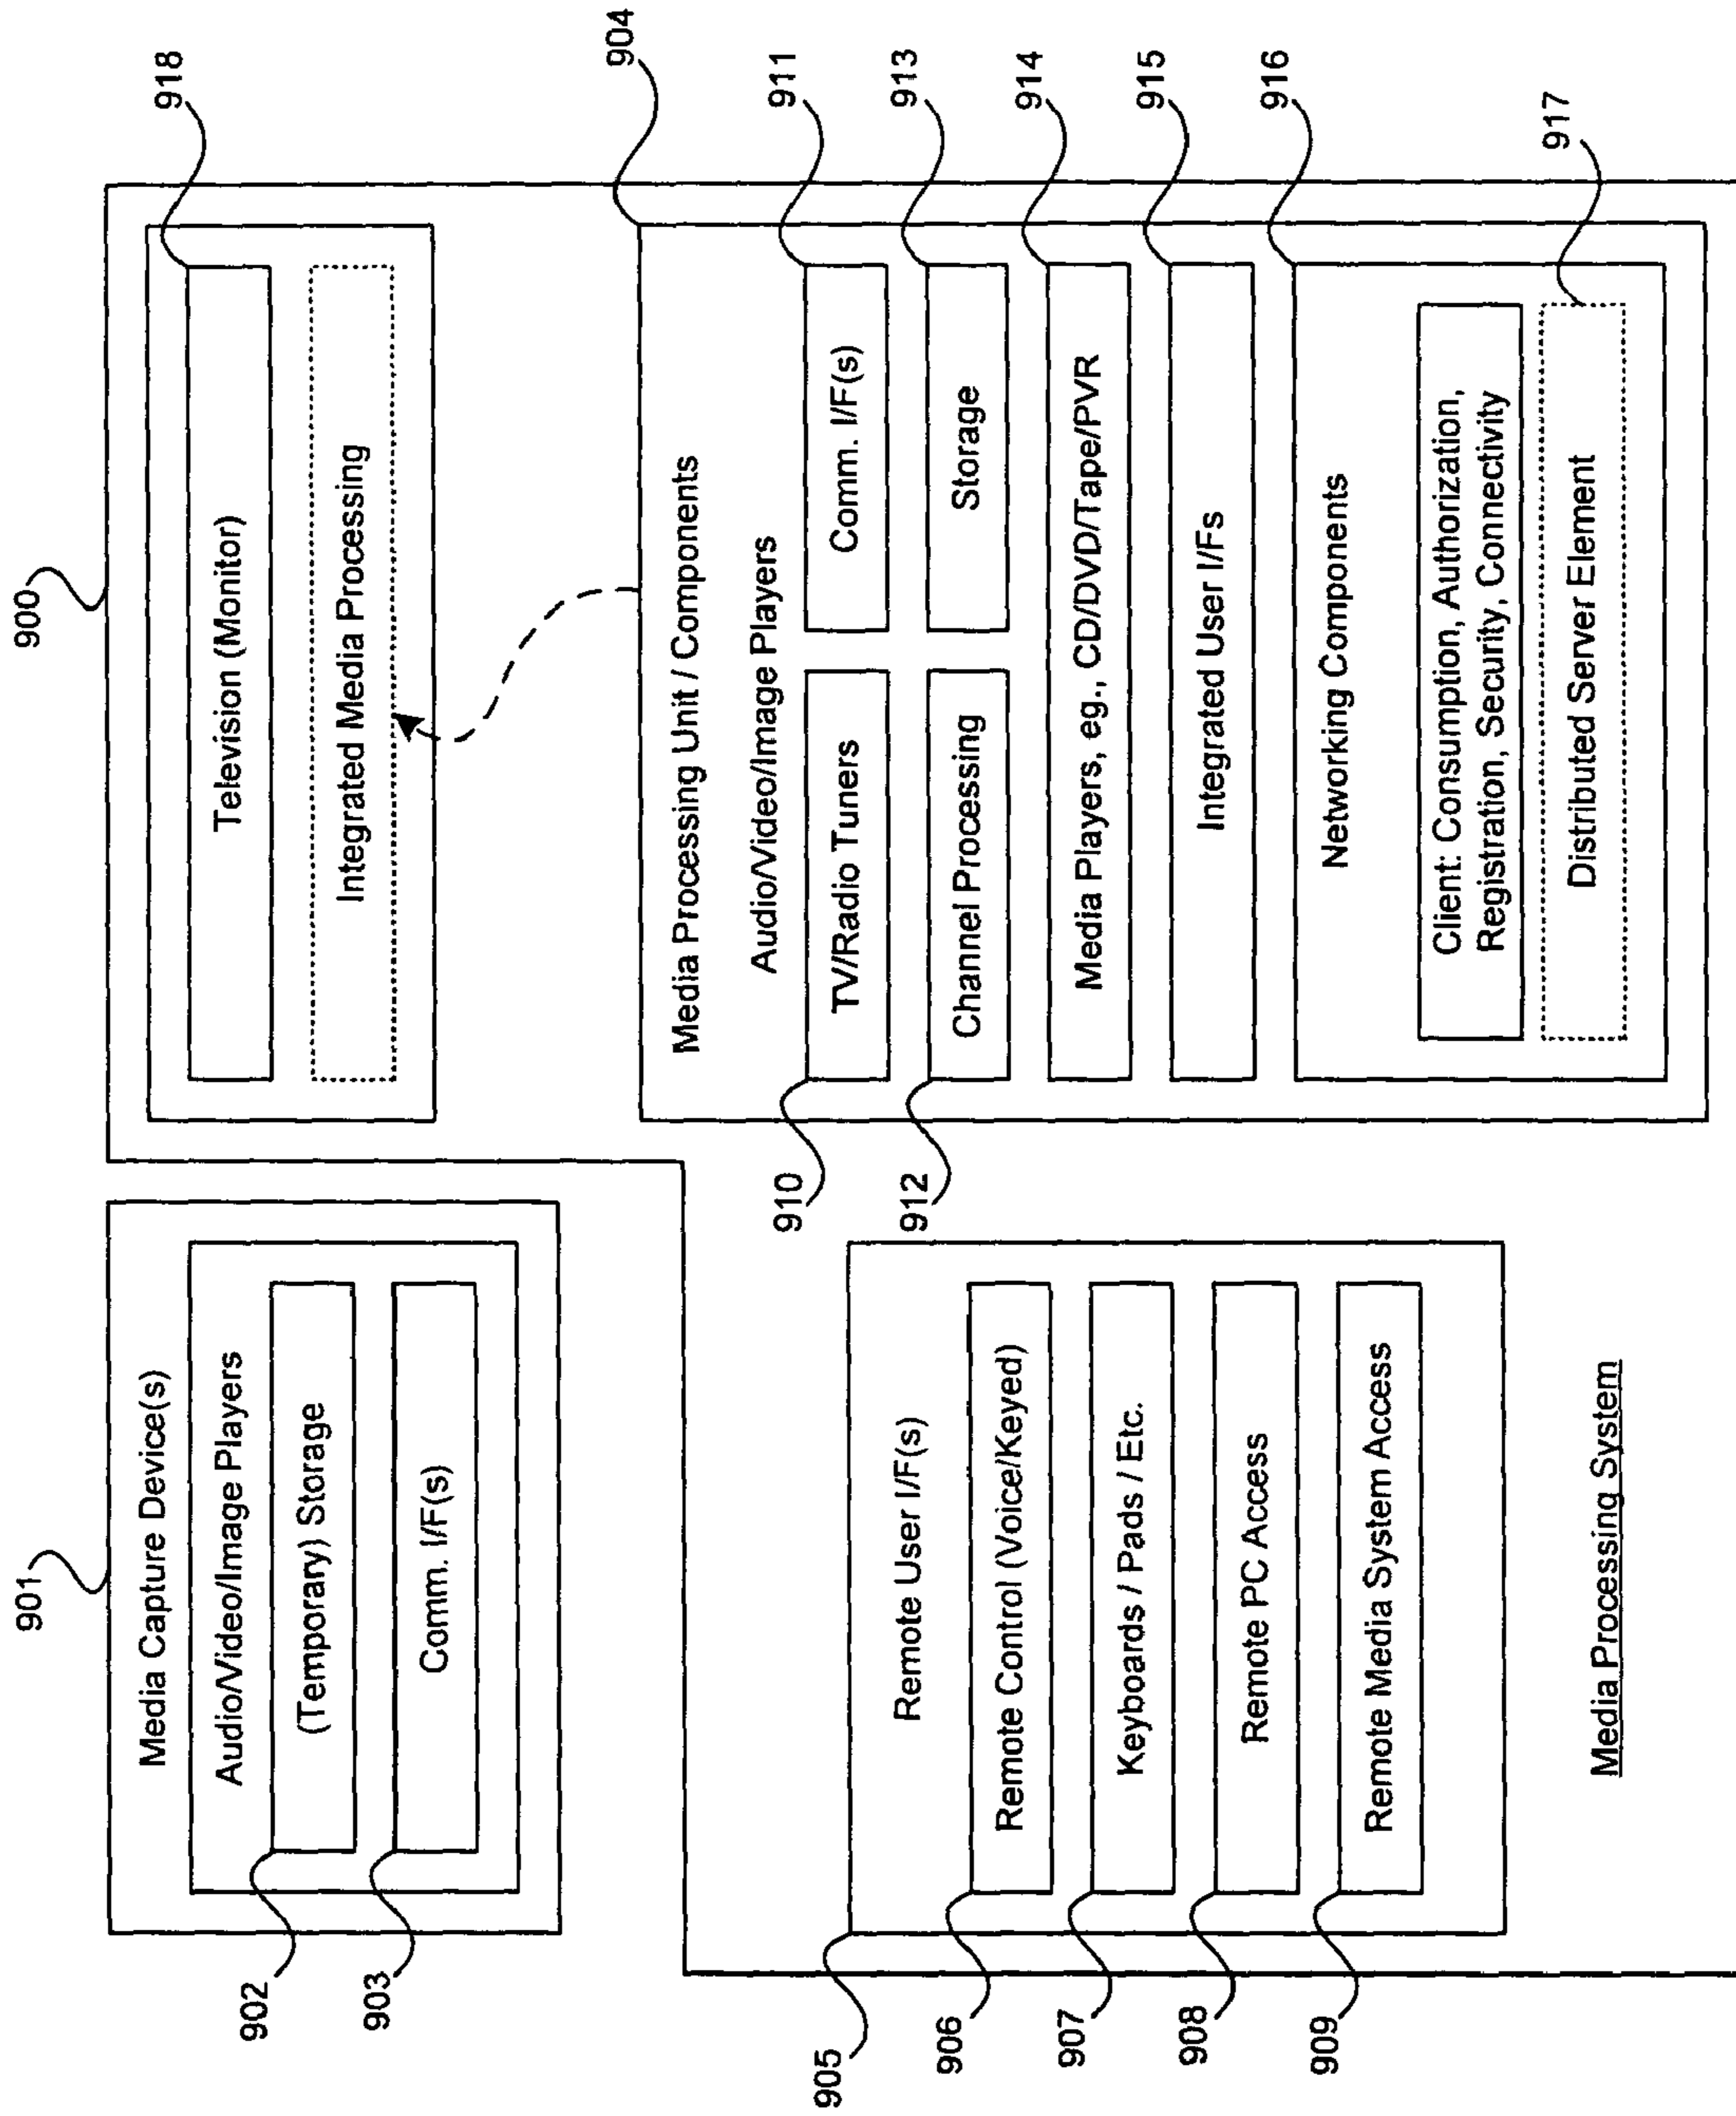 900
901
Media Capture Device(s)
Audio/Video/Image Players
902
(Temporary) Storage
903
Comm. I/F(s)
918
Television (Monitor)
Integrated Media Processing
904
Media Processing Unit / Components
Audio/Video/Image Players
910
TV/Radio Tuners
911
Comm. I/F(s)
912
Channel Processing
913
Storage
914
Media Players, eg., CD/DVD/Tape/PVR
915
Integrated User I/Fs
916
Networking Components
Client: Consumption, Authorization,
Registration, Security, Connectivity
917
Distributed Server Element
905
Remote User I/F(s)
906
Remote Control (Voice/Keyed)
907
Keyboards / Pads / Etc.
908
Remote PC Access
909
Remote Media System Access
Media Processing System